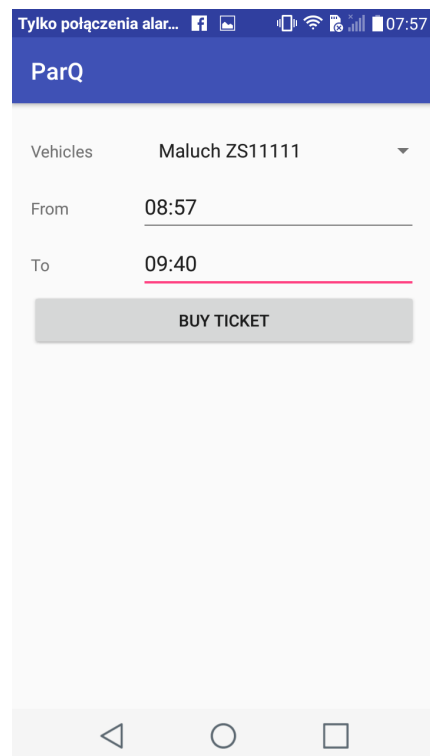 Tylko połączenia alar... 07:57
ParQ
Vehicles Maluch ZS11111
From 08:57
To 09:40
BUY TICKET